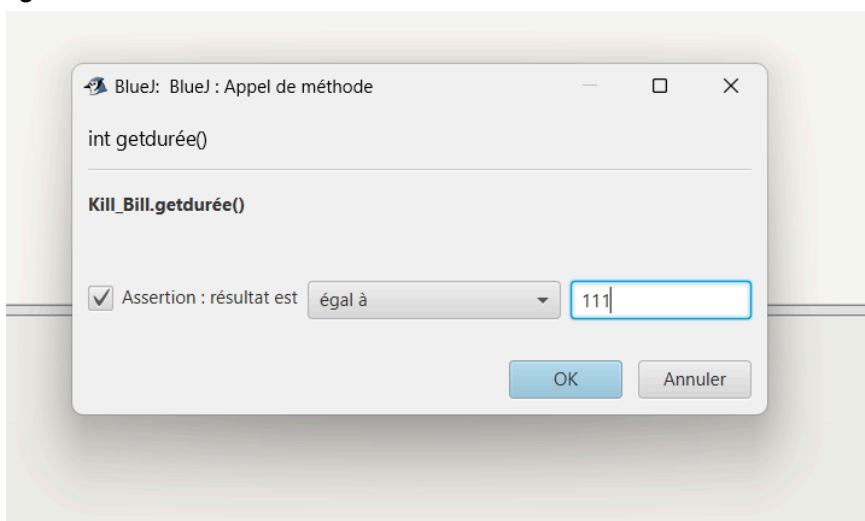 BlueJ: BlueJ : Appel de méthode
int getdurée()
Kill_Bill.getdurée()
Assertion : résultat est égal à 111
OK Annuler